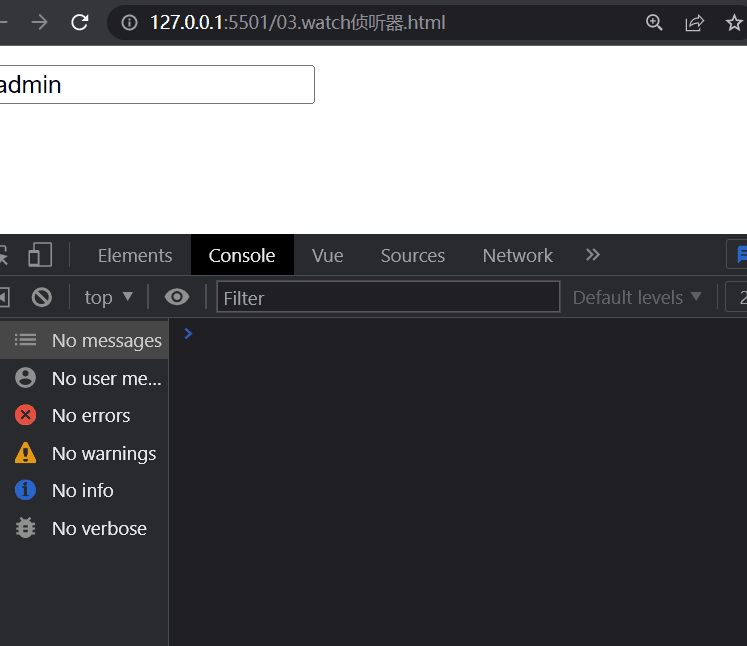 127.0.0.1:5501/03.watch侦听器.html
admin
Elements Console Vue Sources Network
top Filter Default levels 2
No messages
No user me...
No errors
No warnings
No info
No verbose